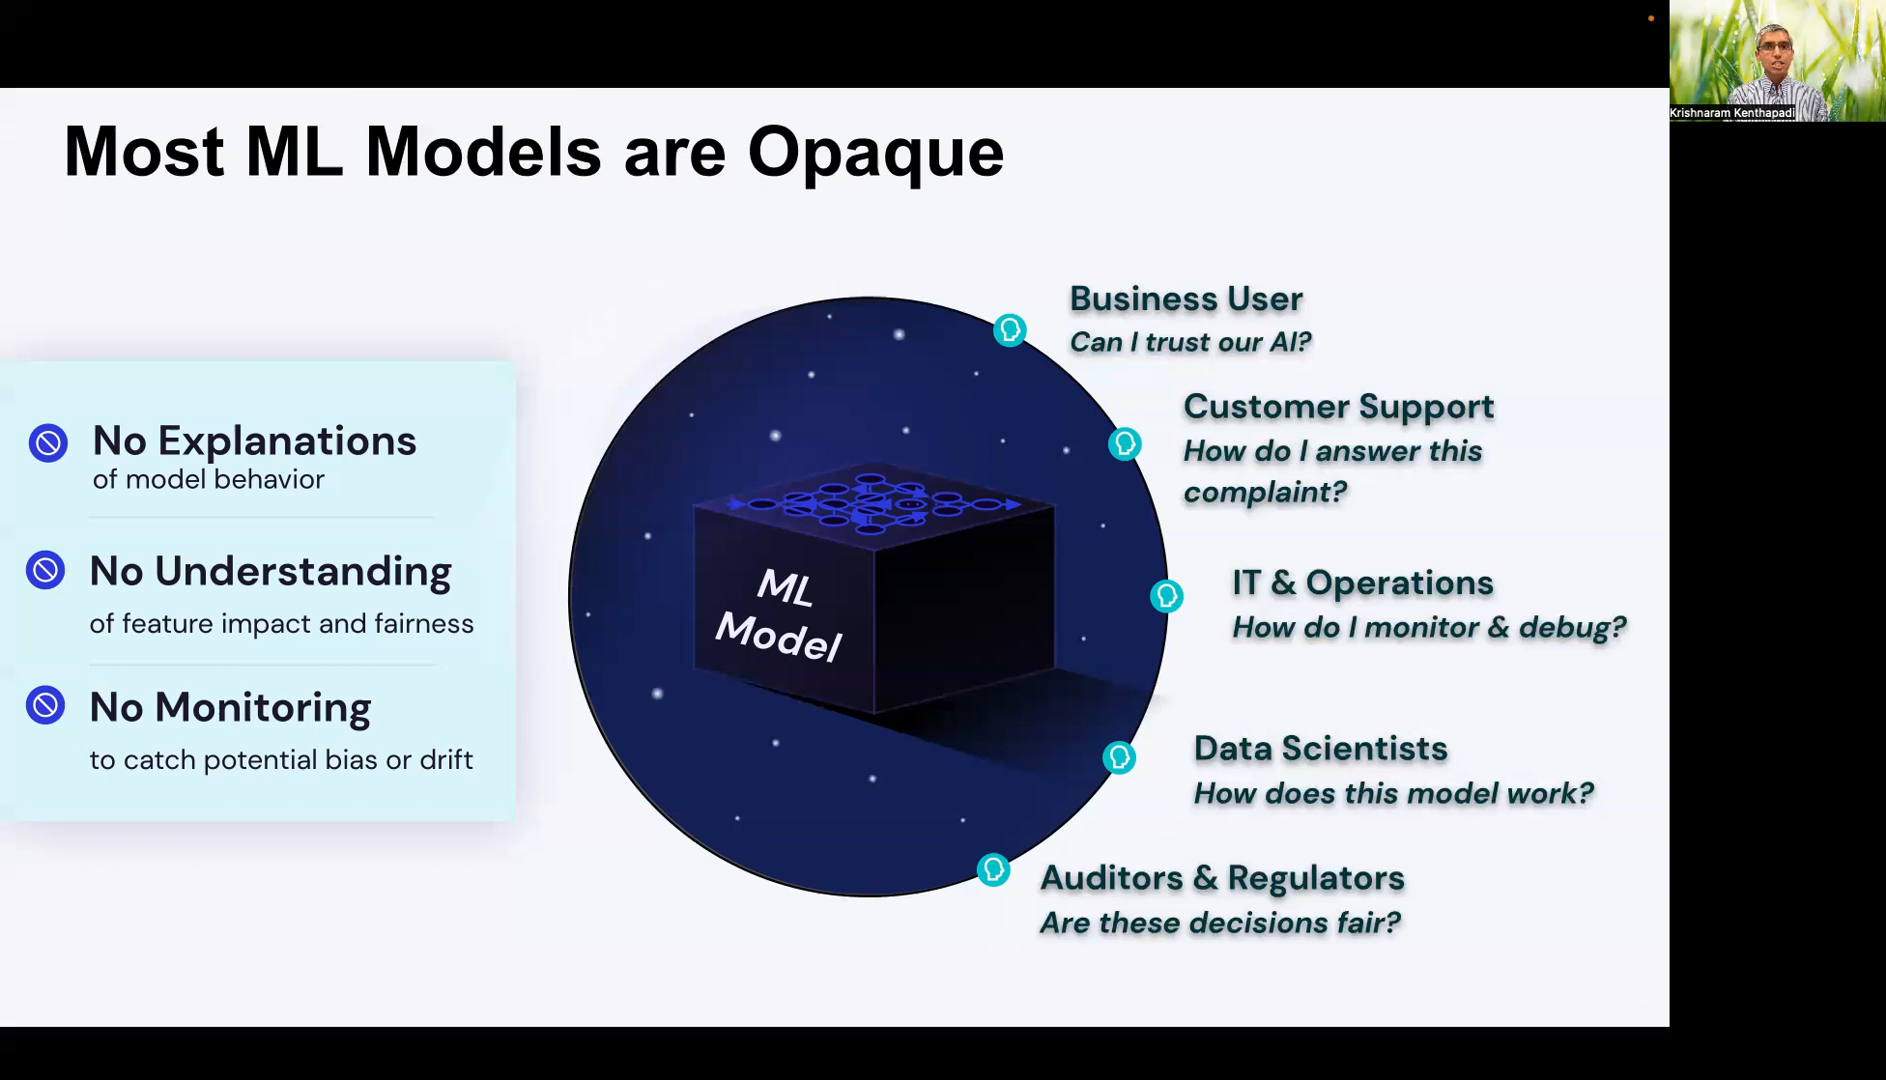 Krishnaram Kenthapadi
Most ML Models are Opaque
No Explanations
of model behavior
No Understanding
of feature impact and fairness
No Monitoring
to catch potential bias or drift
ML
Model
Business User
Can I trust our AI?
Customer Support
How do I answer this
complaint?
IT & Operations
How do I monitor & debug?
Data Scientists
How does this model work?
Auditors & Regulators
Are these decisions fair?